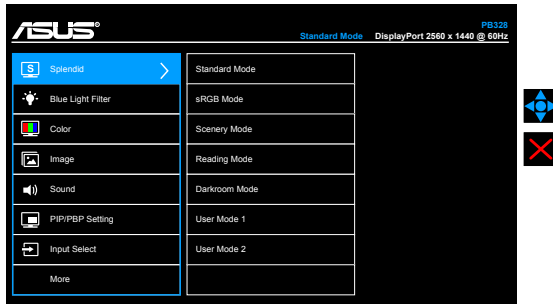 ASUS
PB328
Standard Mode DisplayPort 2560 x 1440 @ 60Hz
S Splendid
Blue Light Filter
Color
Image
Sound
PIP/PBP Setting
Input Select
More
Standard Mode
sRGB Mode
Scenery Mode
Reading Mode
Darkroom Mode
User Mode 1
User Mode 2